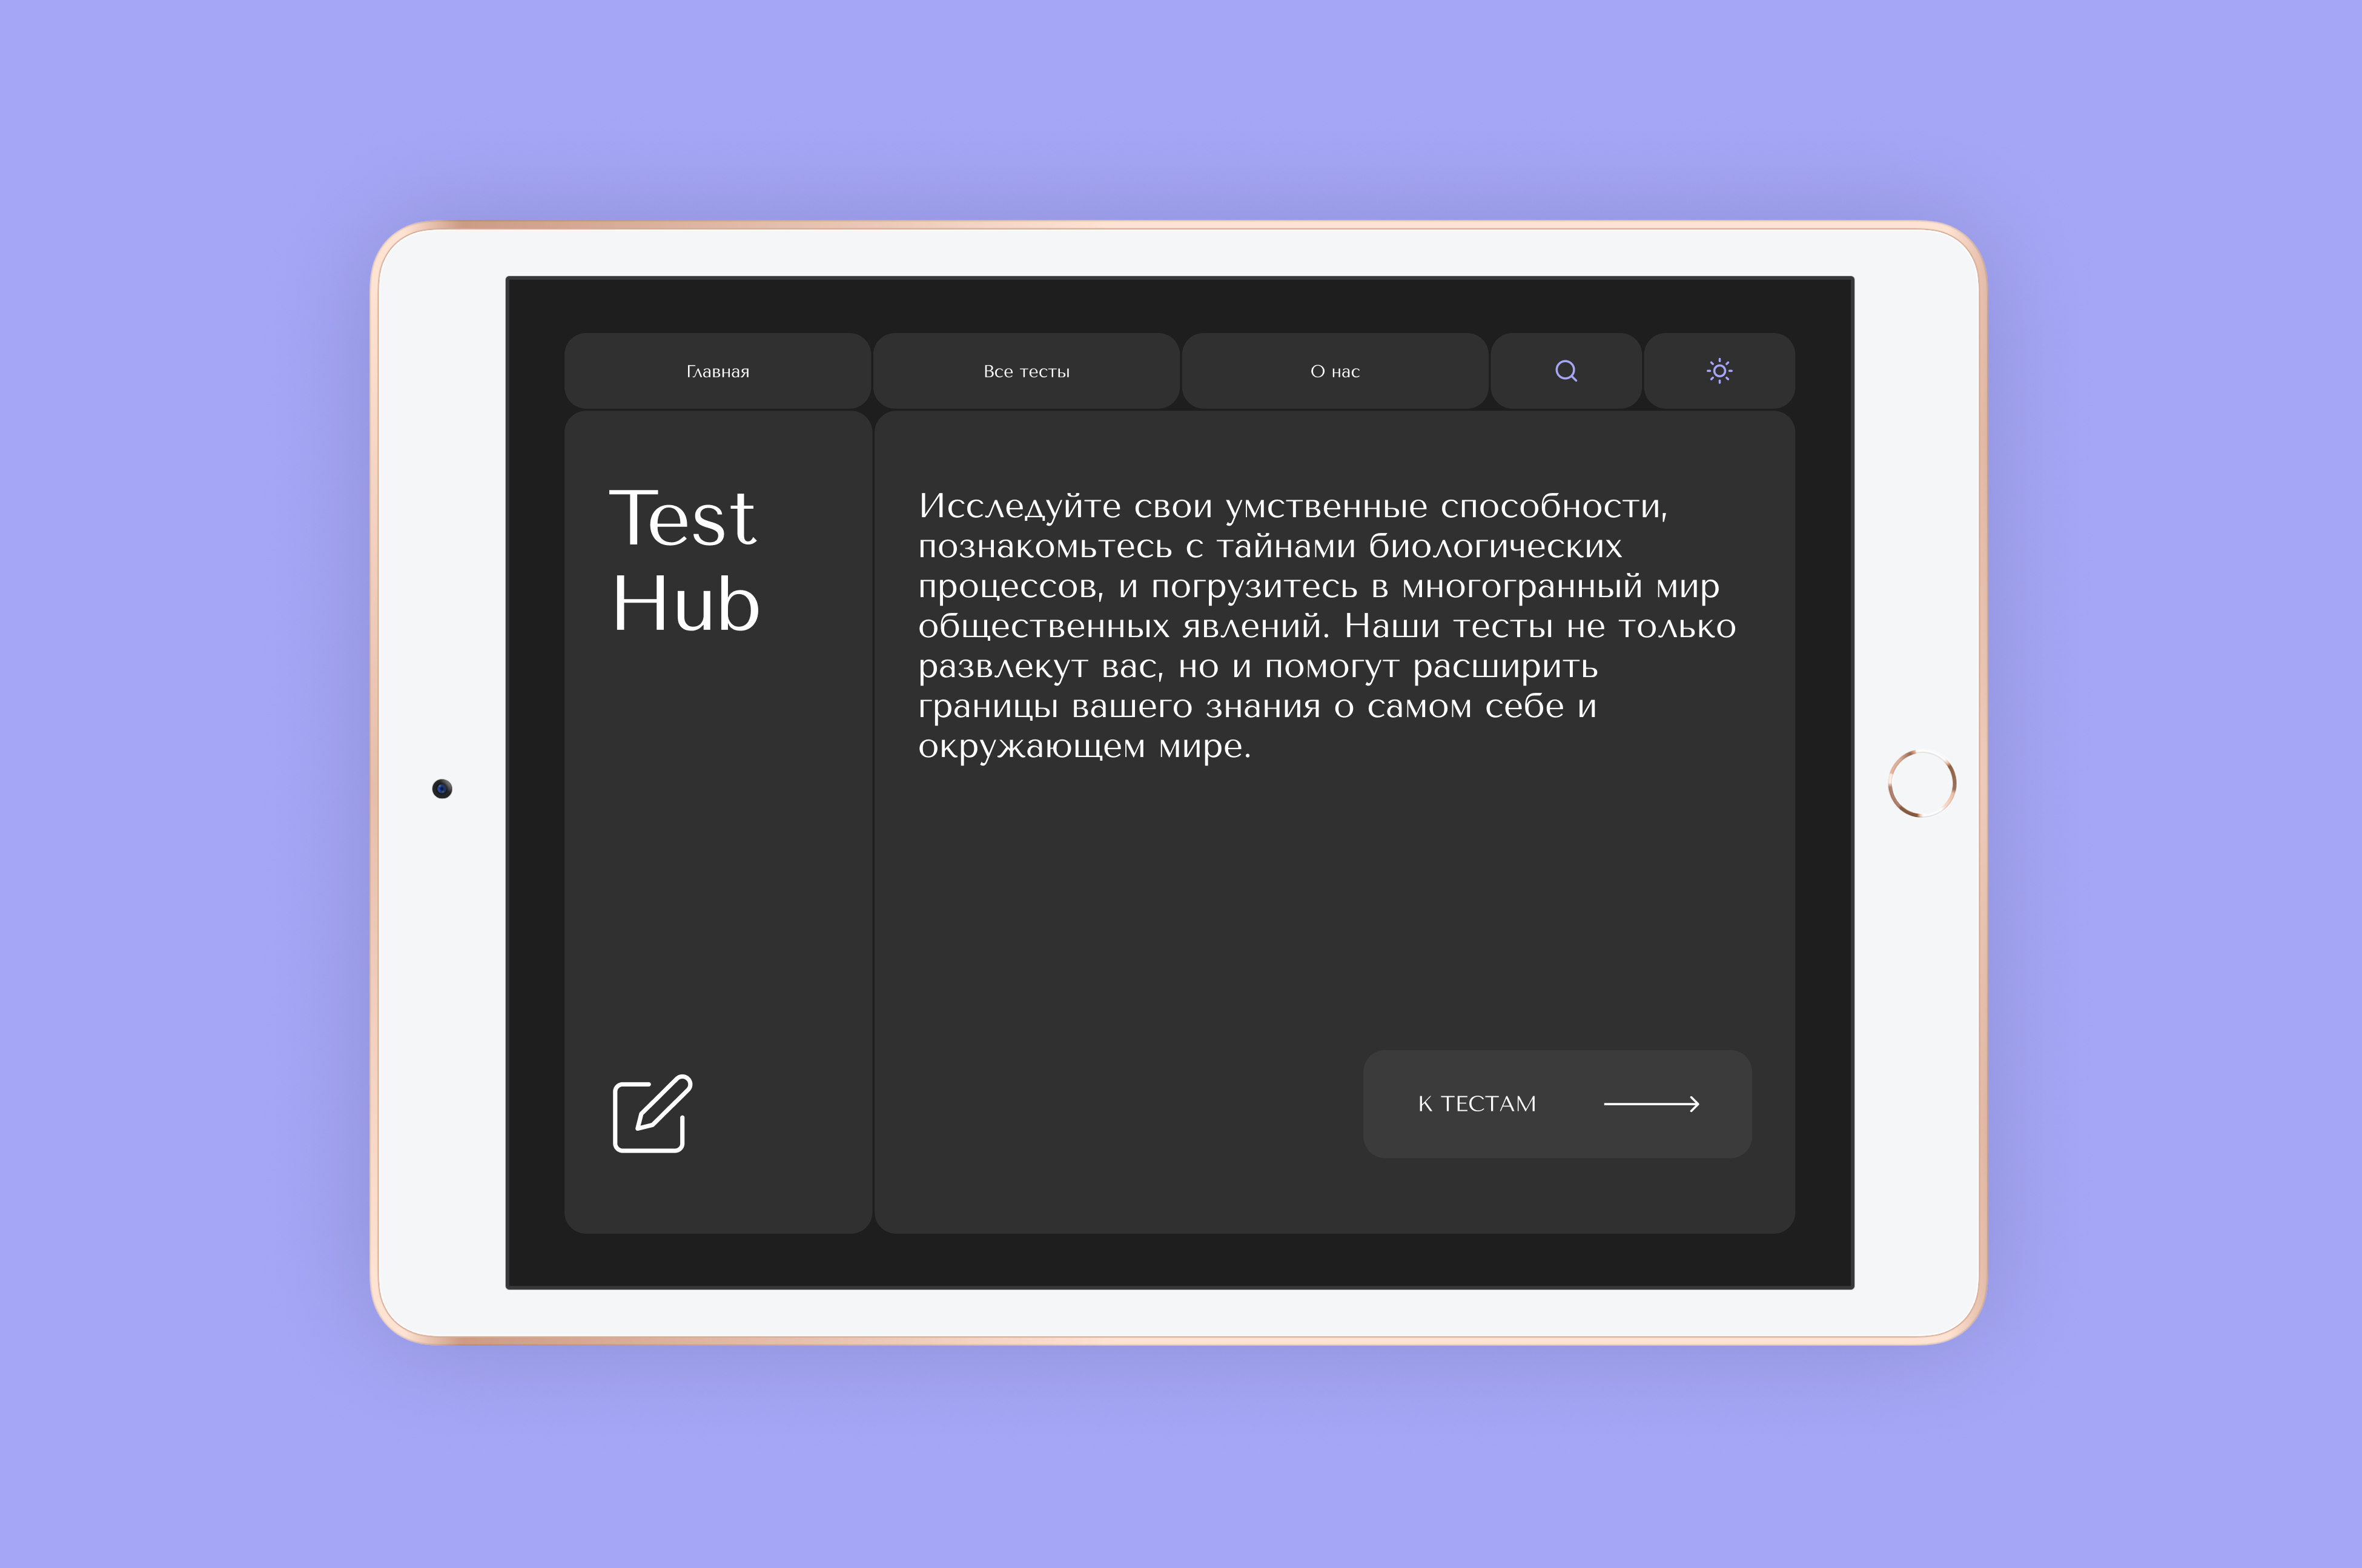 Главная
Все тесты
О нас
Test
Hub
Исследуйте свои умственные способности,
познакомьтесь с тайнами биологических
процессов, и погрузитесь в многогранный мир
общественных явлений. Наши тесты не только
развлекут вас, но и помогут расширить
границы вашего знания о самом себе и
окружающем мире.
К ТЕСТАМ